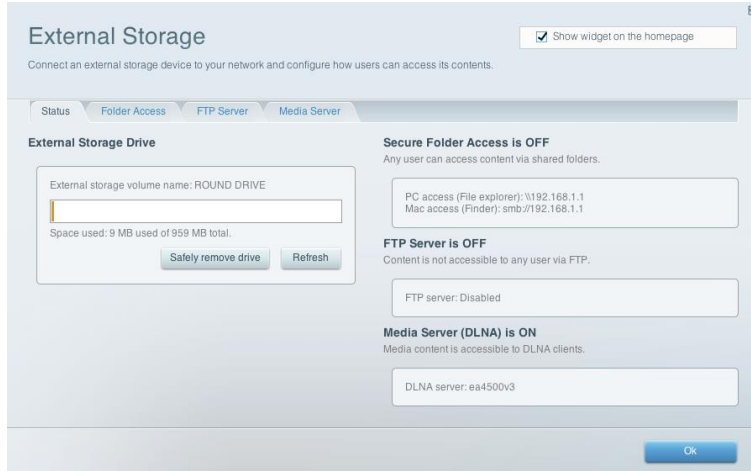 External Storage
Show widget on the homepage
Connect an external storage device to your network and configure how users can access its contents.
Status
Folder Access
FTP Server
Media Server
External Storage Drive
External storage volume name: ROUND DRIVE
Space used: 9 MB used of 959 MB total.
Safely remove drive
Refresh
Secure Folder Access is OFF
Any user can access content via shared folders.
PC access (File explorer): \\192.168.1.1
Mac access (Finder): smb://192.168.1.1
FTP Server is OFF
Content is not accessible to any user via FTP.
FTP server: Disabled
Media Server (DLNA) is ON
Media content is accessible to DLNA clients.
DLNA server: ea4500v3
Ok